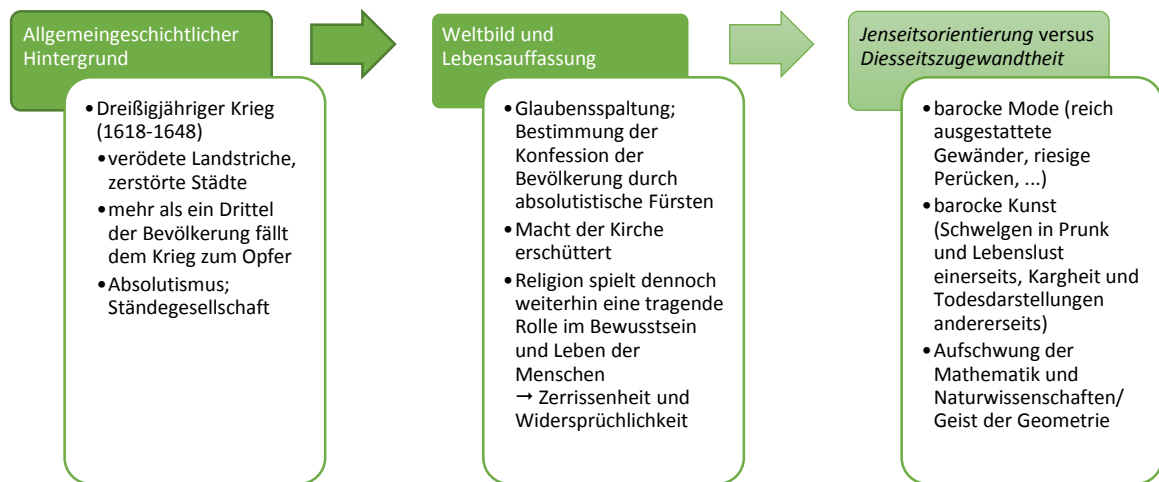 Allgemeingeschichtlicher
Hintergrund
•Dreißigjähriger Krieg
(1618-1648)
•verödete Landstriche,
zerstörte Städte
•mehr als ein Drittel
der Bevölkerung fällt
dem Krieg zum Opfer
•Absolutismus;
Ständegesellschaft
Weltbild und
Lebensauffassung
•Glaubensspaltung;
Bestimmung der
Konfession der
Bevölkerung durch
absolutistische Fürsten
•Macht der Kirche
erschüttert
•Religion spielt dennoch
weiterhin eine tragende
Rolle im Bewusstsein
und Leben der
Menschen
→ Zerrissenheit und
Widersprüchlichkeit
Jenseitsorientierung versus
Diesseitszugewandtheit
•barocke Mode (reich
ausgestattete
Gewänder, riesige
Perücken, ...)
•barocke Kunst
(Schwelgen in Prunk
und Lebenslust
einerseits, Kargheit und
Todesdarstellungen
andererseits)
•Aufschwung der
Mathematik und
Naturwissenschaften/
Geist der Geometrie